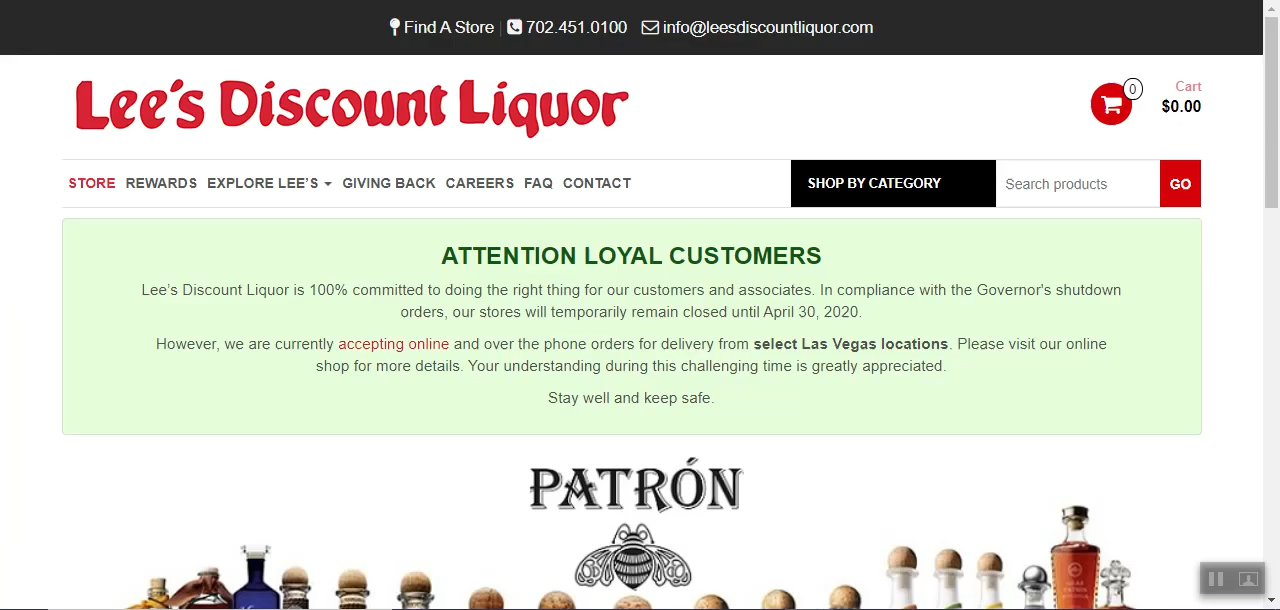 Find A Store | 702.451.0100 info@leesdiscountliquor.com
Lee's Discount Liquor
0
Cart
$0.00
STORE REWARDS EXPLORE LEE'S GIVING BACK CAREERS FAQ CONTACT
SHOP BY CATEGORY
Search products
GO
ATTENTION LOYAL CUSTOMERS
Lee's Discount Liquor is 100% committed to doing the right thing for our customers and associates. In compliance with the Governor's shutdown
orders, our stores will temporarily remain closed until April 30, 2020.
However, we are currently accepting online and over the phone orders for delivery from select Las Vegas locations. Please visit our online
shop for more details. Your understanding during this challenging time is greatly appreciated.
Stay well and keep safe.
PATRÓN